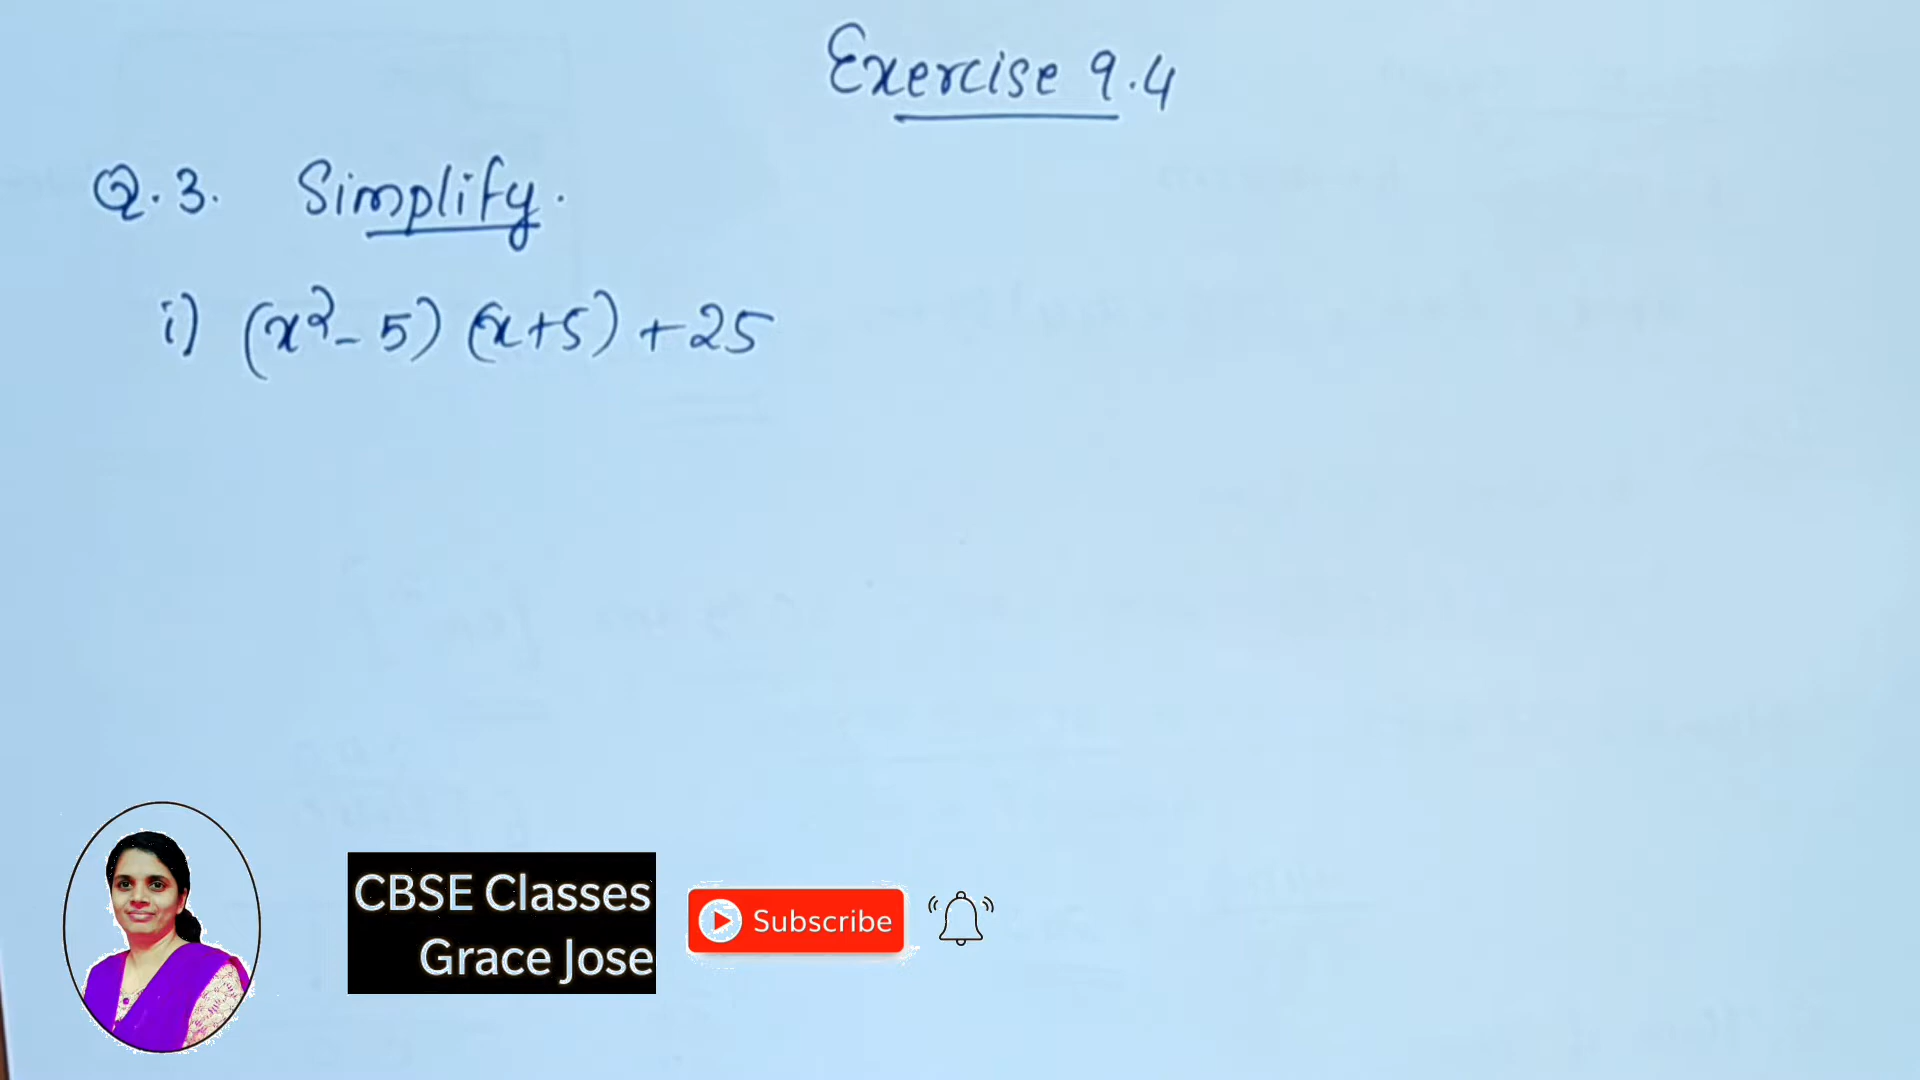 Exercise 9.4
Q.3. Simplify.
i) (x²-5) (x+5) +25
CBSE Classes
Grace Jose
Subscribe